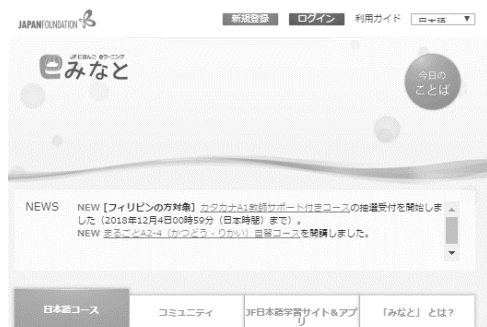 JAPANFOUNDATION
新規登録 ログイン 利用ガイド 日本語 ▼
JFにほんご eラーニング
みなと
今日の
ことば
NEWS
NEW [フィリピンの方対象] カタカナA1教師サポート付きコースの抽選受付を開始しま
した（2018年12月4日00時59分（日本時間）まで）。
NEW まるごとA2-4（かつどう・りかい）自習コースを開講しました。
日本語コース コミュニティ JF日本語学習サイト&アプ
リ 「みなと」とは?